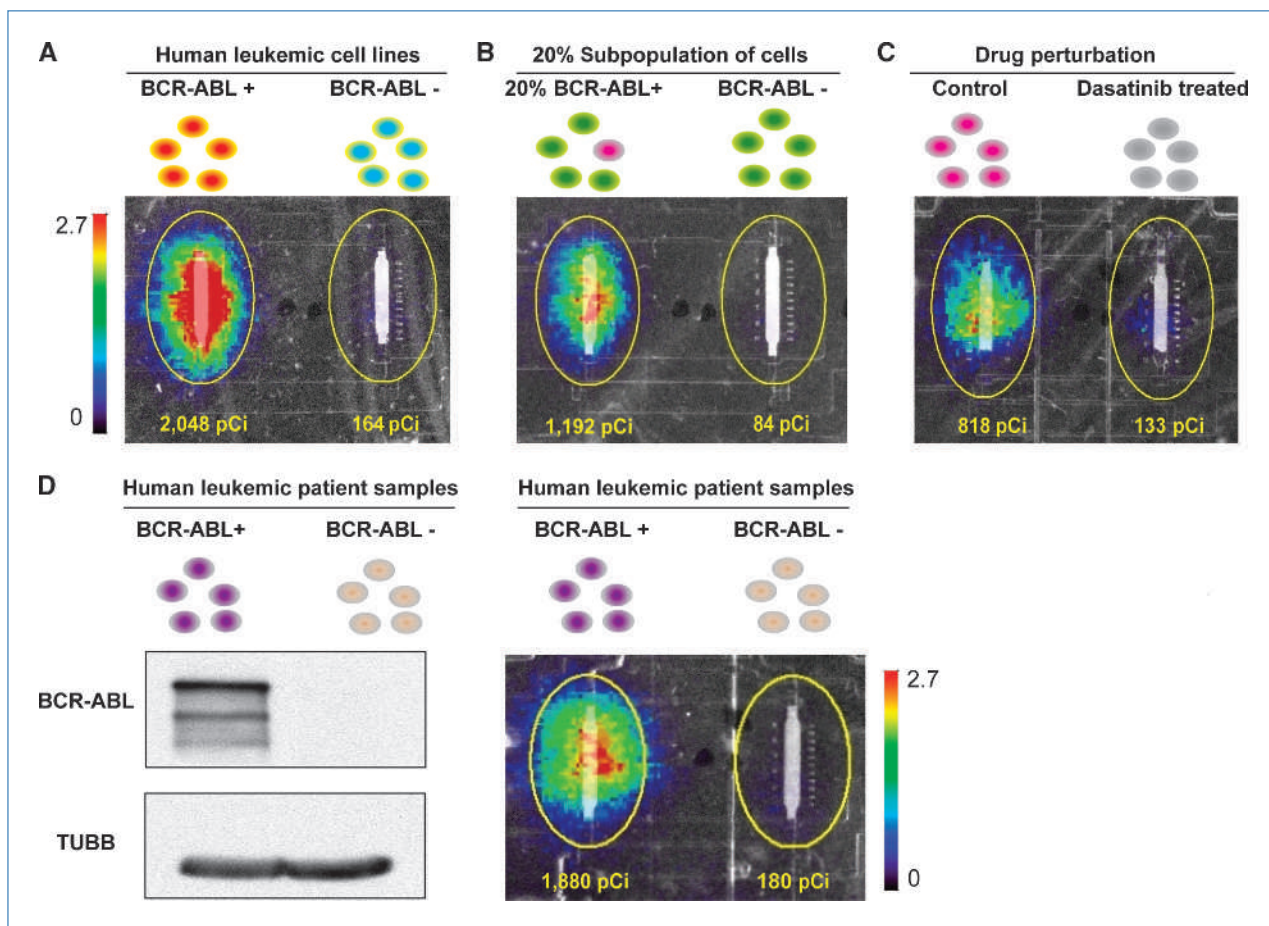 A
Human leukemic cell lines
BCR-ABL + BCR-ABL -
2.7
0
2,048 pCi 164 pCi
B
20% Subpopulation of cells
20% BCR-ABL+ BCR-ABL -
1,192 pCi 84 pCi
C
Drug perturbation
Control Dasatinib treated
818 pCi 133 pCi
D
Human leukemic patient samples
BCR-ABL+ BCR-ABL -
BCR-ABL
TUBB
Human leukemic patient samples
BCR-ABL + BCR-ABL -
1,880 pCi 180 pCi
2.7
0